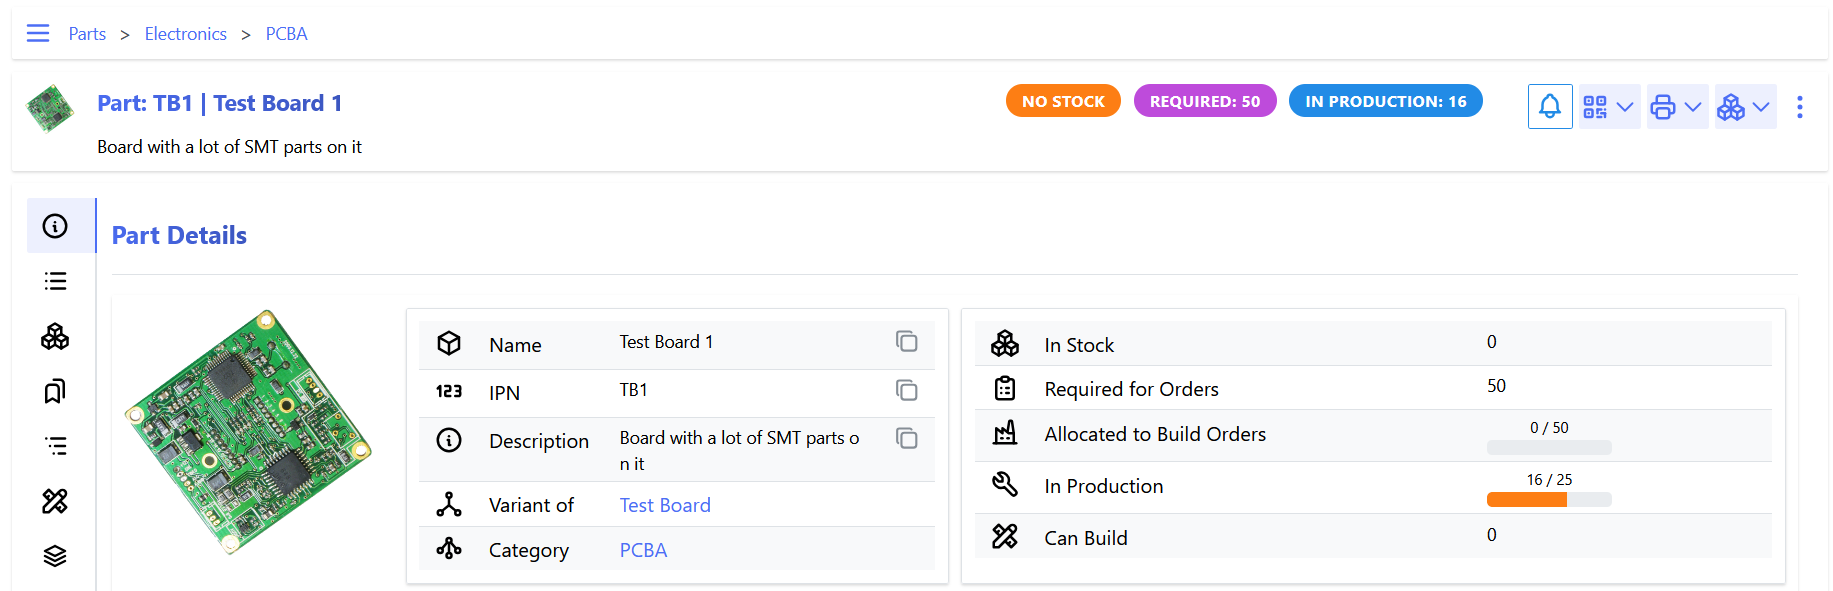 Parts > Electronics > PCBA
Part: TB1 | Test Board 1
NO STOCK
REQUIRED: 50
IN PRODUCTION: 16
Board with a lot of SMT parts on it
Part Details
Name Test Board 1
123 IPN TB1
Description Board with a lot of SMT parts o
n it
Variant of Test Board
Category PCBA
In Stock 0
Required for Orders 50
Allocated to Build Orders 0 / 50
In Production 16 / 25
Can Build 0